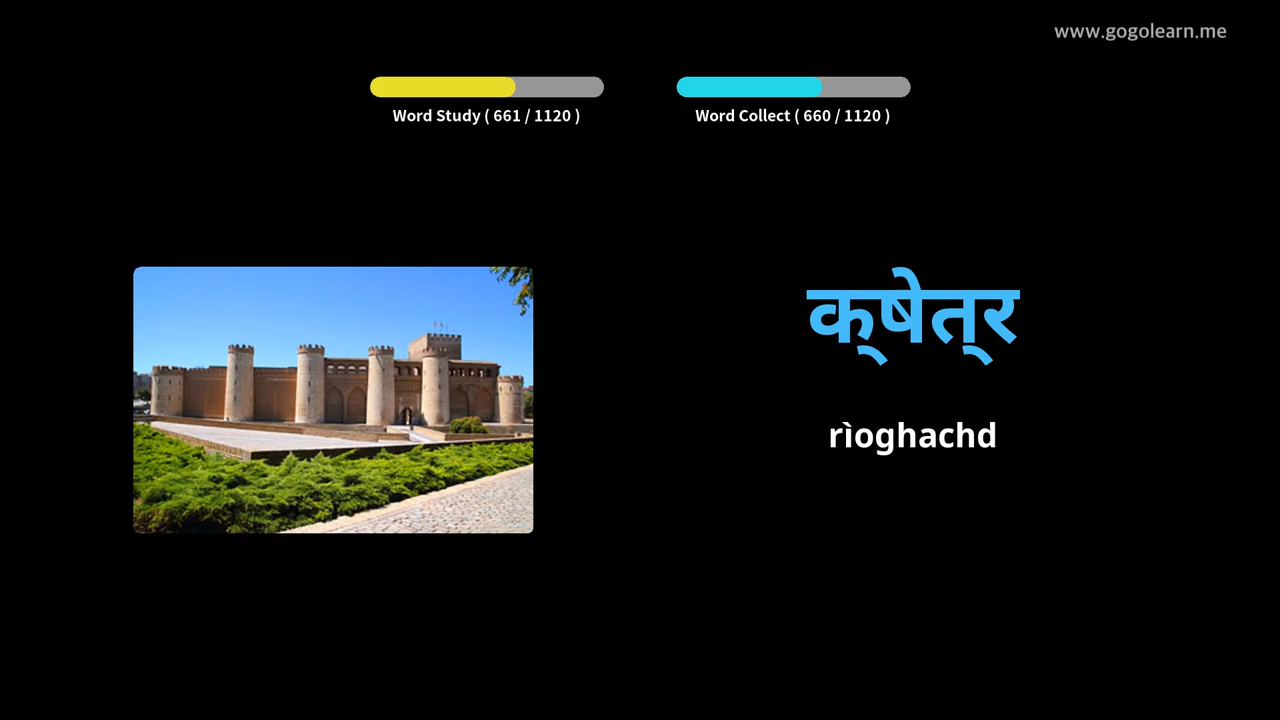 www.gogolearn.me
Word Study ( 661 / 1120 )
Word Collect ( 660 / 1120 )
क्षेत्र
rìoghachd